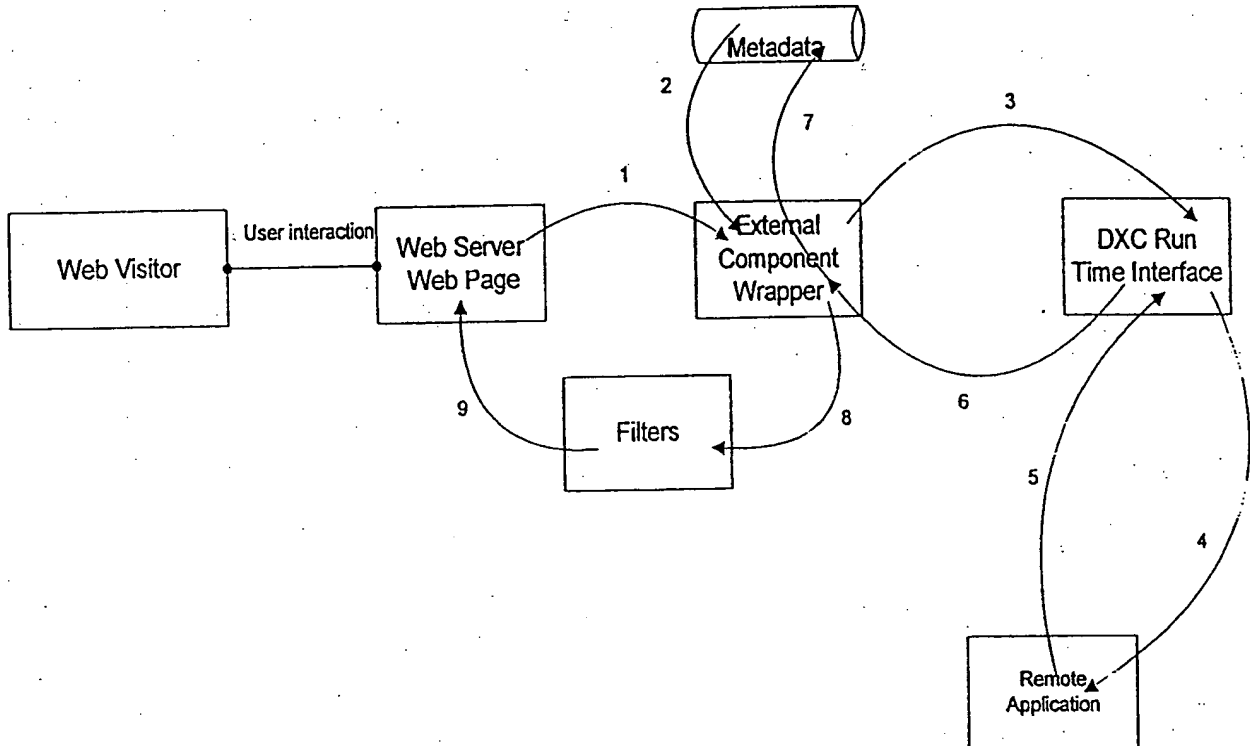 Metadata
2
7
3
1
Web Visitor
User interaction
Web Server
Web Page
External
Component
Wrapper
DXC Run
Time Interface
9
Filters
8
6
5
4
Remote
Application